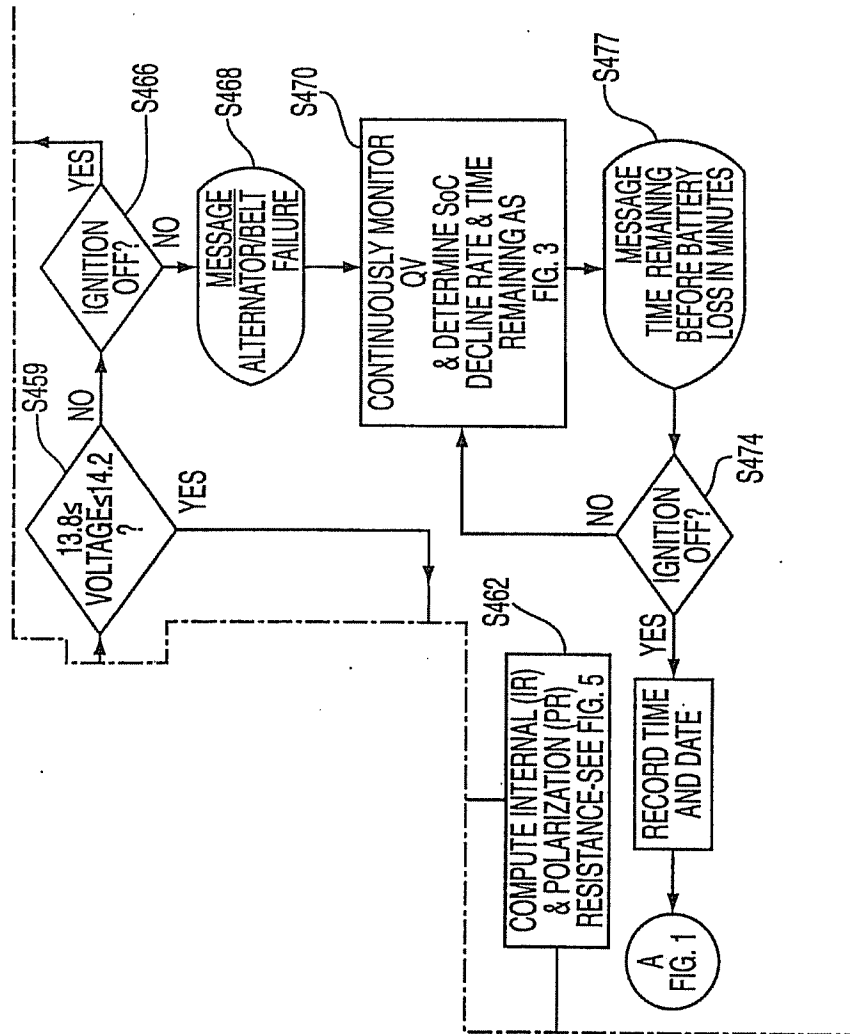 S459
13.8≤
VOLTAGE≤14.2
?
NO
YES
IGNITION
OFF?
S466
YES
NO
MESSAGE
ALTERNATOR/BELT
FAILURE
S468
CONTINUOUSLY MONITOR
QV
& DETERMINE SoC
DECLINE RATE & TIME
REMAINING AS
FIG. 3
S470
MESSAGE
TIME REMAINING
BEFORE BATTERY
LOSS IN MINUTES
S477
IGNITION
OFF?
S474
NO
YES
S462
COMPUTE INTERNAL (IR)
& POLARIZATION (PR)
RESISTANCE-SEE FIG. 5
RECORD TIME
AND DATE
A
FIG. 1